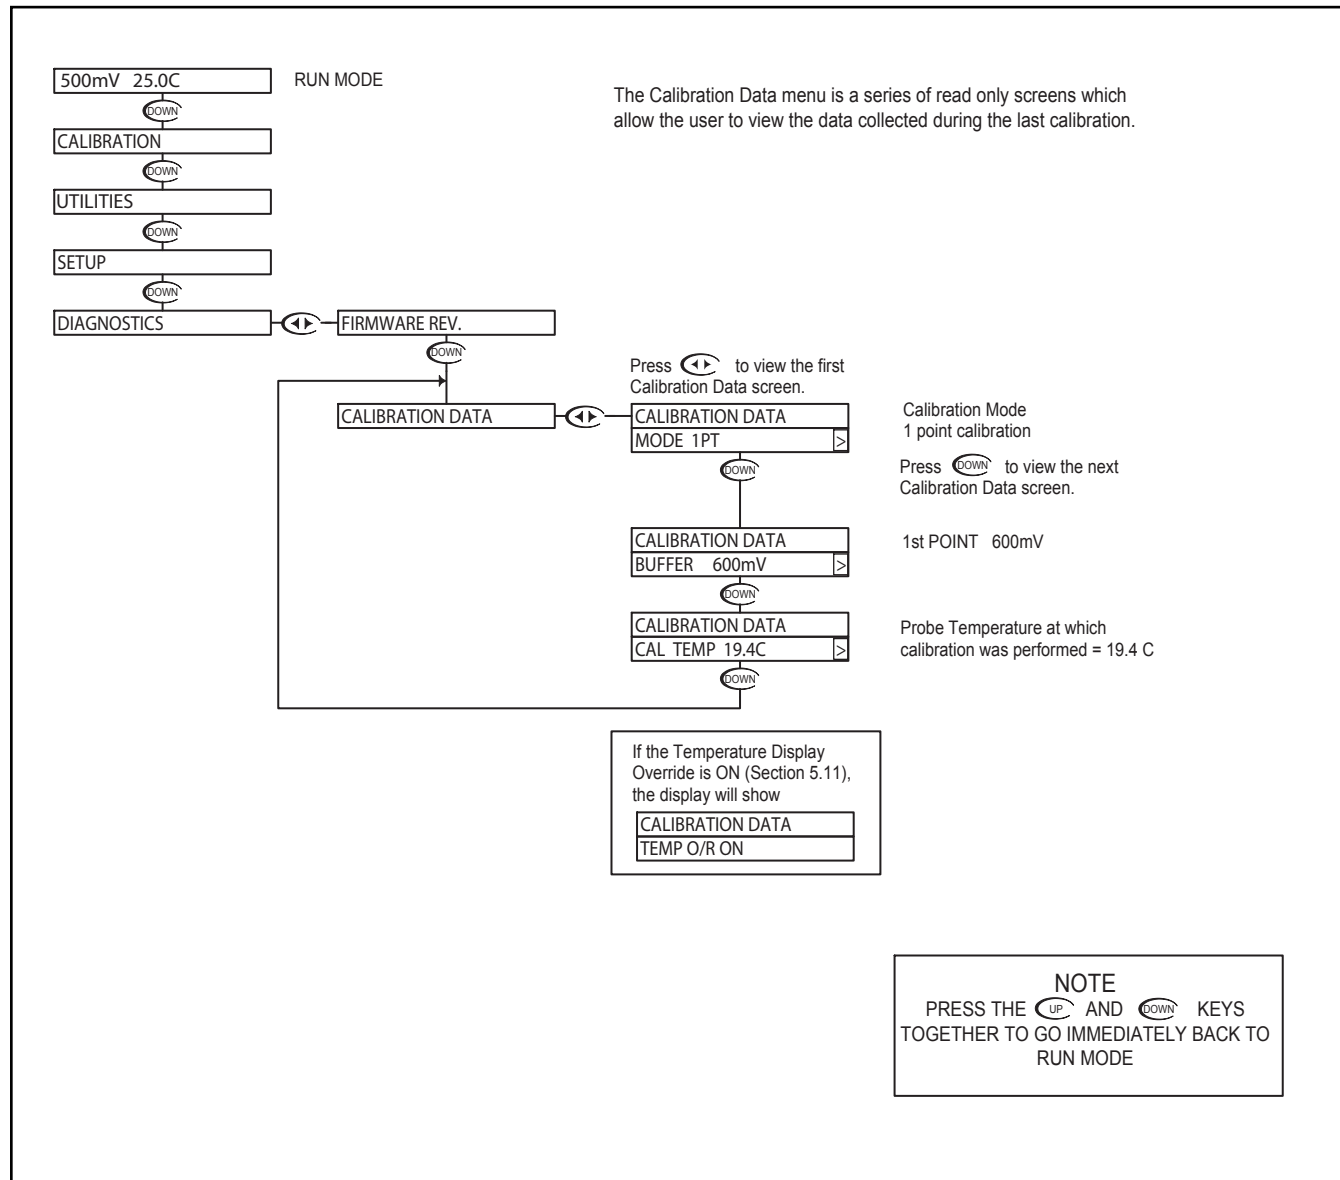 500mV 25.0C
RUN MODE
The Calibration Data menu is a series of read only screens which
allow the user to view the data collected during the last calibration.
DOWN
CALIBRATION
DOWN
UTILITIES
DOWN
SETUP
DOWN
DIAGNOSTICS
FIRMWARE REV.
DOWN
CALIBRATION DATA
Press to view the first
Calibration Data screen.
CALIBRATION DATA
MODE 1PT >
Calibration Mode
1 point calibration
DOWN
Press DOWN to view the next
Calibration Data screen.
CALIBRATION DATA
BUFFER 600mV >
1st POINT 600mV
DOWN
CALIBRATION DATA
CAL TEMP 19.4C >
Probe Temperature at which
calibration was performed = 19.4 C
DOWN
If the Temperature Display
Override is ON (Section 5.11),
the display will show
CALIBRATION DATA
TEMP O/R ON
NOTE
PRESS THE UP AND DOWN KEYS
TOGETHER TO GO IMMEDIATELY BACK TO
RUN MODE